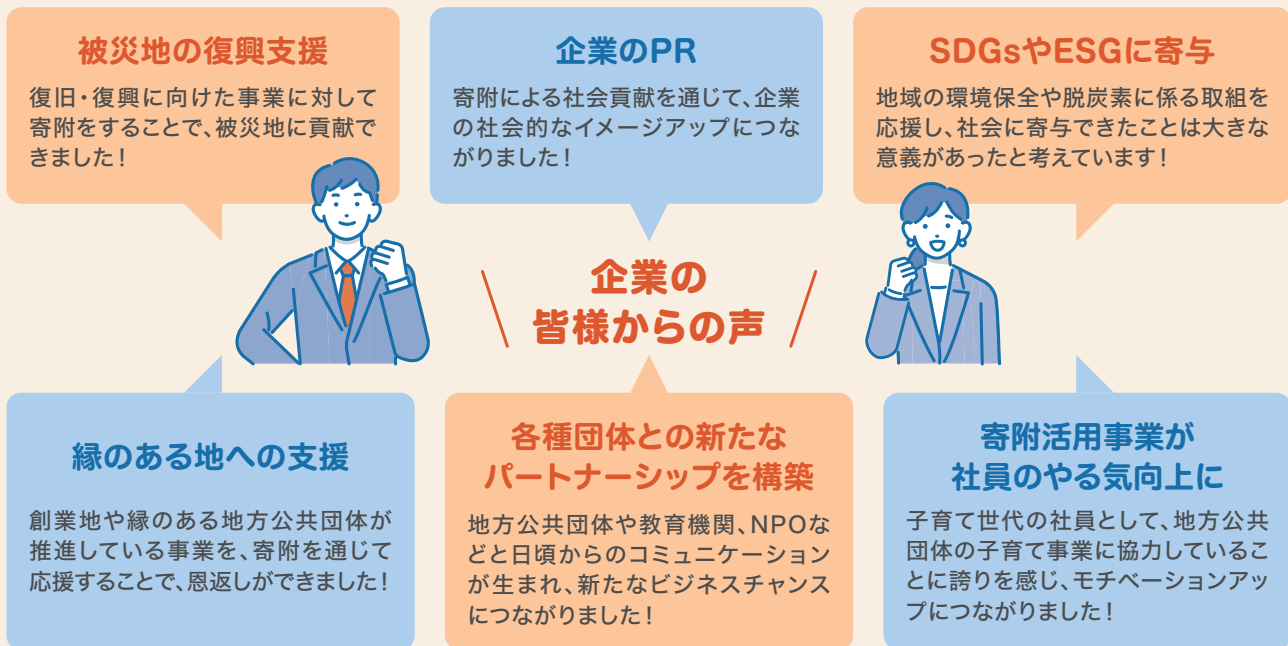 被災地の復興支援
復旧・復興に向けた事業に対して
寄附をすることで、被災地に貢献で
きました!
企業のPR
寄附による社会貢献を通じて、企業
の社会的なイメージアップにつな
がりました!
SDGsやESGに寄与
地域の環境保全や脱炭素に係る取組を
応援し、社会に寄与できたことは大きな
意義があったと考えています!
企業の
皆様からの声
縁のある地への支援
創業地や縁のある地方公共団体が
推進している事業を、寄附を通じて
応援することで、恩返しができました!
各種団体との新たな
パートナーシップを構築
地方公共団体や教育機関、NPOな
どと日頃からのコミュニケーション
が生まれ、新たなビジネスチャンス
につながりました!
寄附活用事業が
社員のやる気向上に
子育て世代の社員として、地方公共
団体の子育て事業に協力しているこ
とに誇りを感じ、モチベーションアッ
プにつながりました!